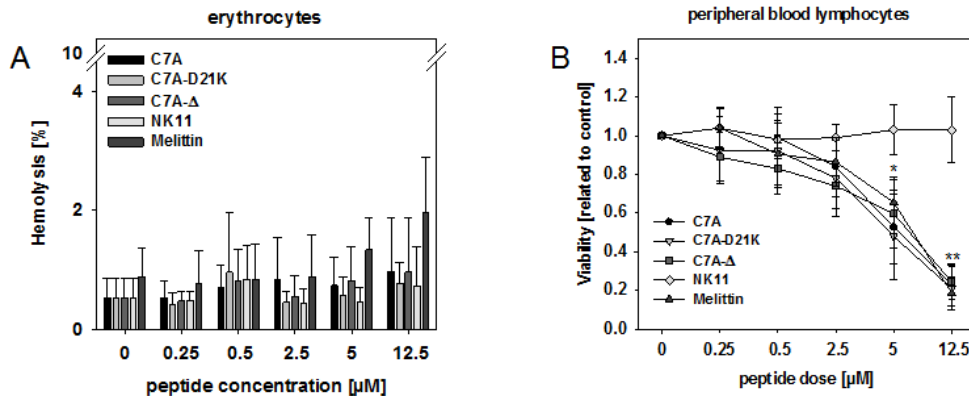 erythrocytes
A
Hemolysis [%]
10
4
2
0
C7A
C7A-D21K
C7A-Δ
NK11
Melittin
0 0.25 0.5 2.5 5 12.5
peptide concentration [µM]
peripheral blood lymphocytes
B
Viability [related to control]
1.4
1.2
1.0
0.8
0.6
0.4
0.2
0.0
*
**
C7A
C7A-D21K
C7A-Δ
NK11
Melittin
0 0.25 0.5 2.5 5 12.5
peptide dose [µM]